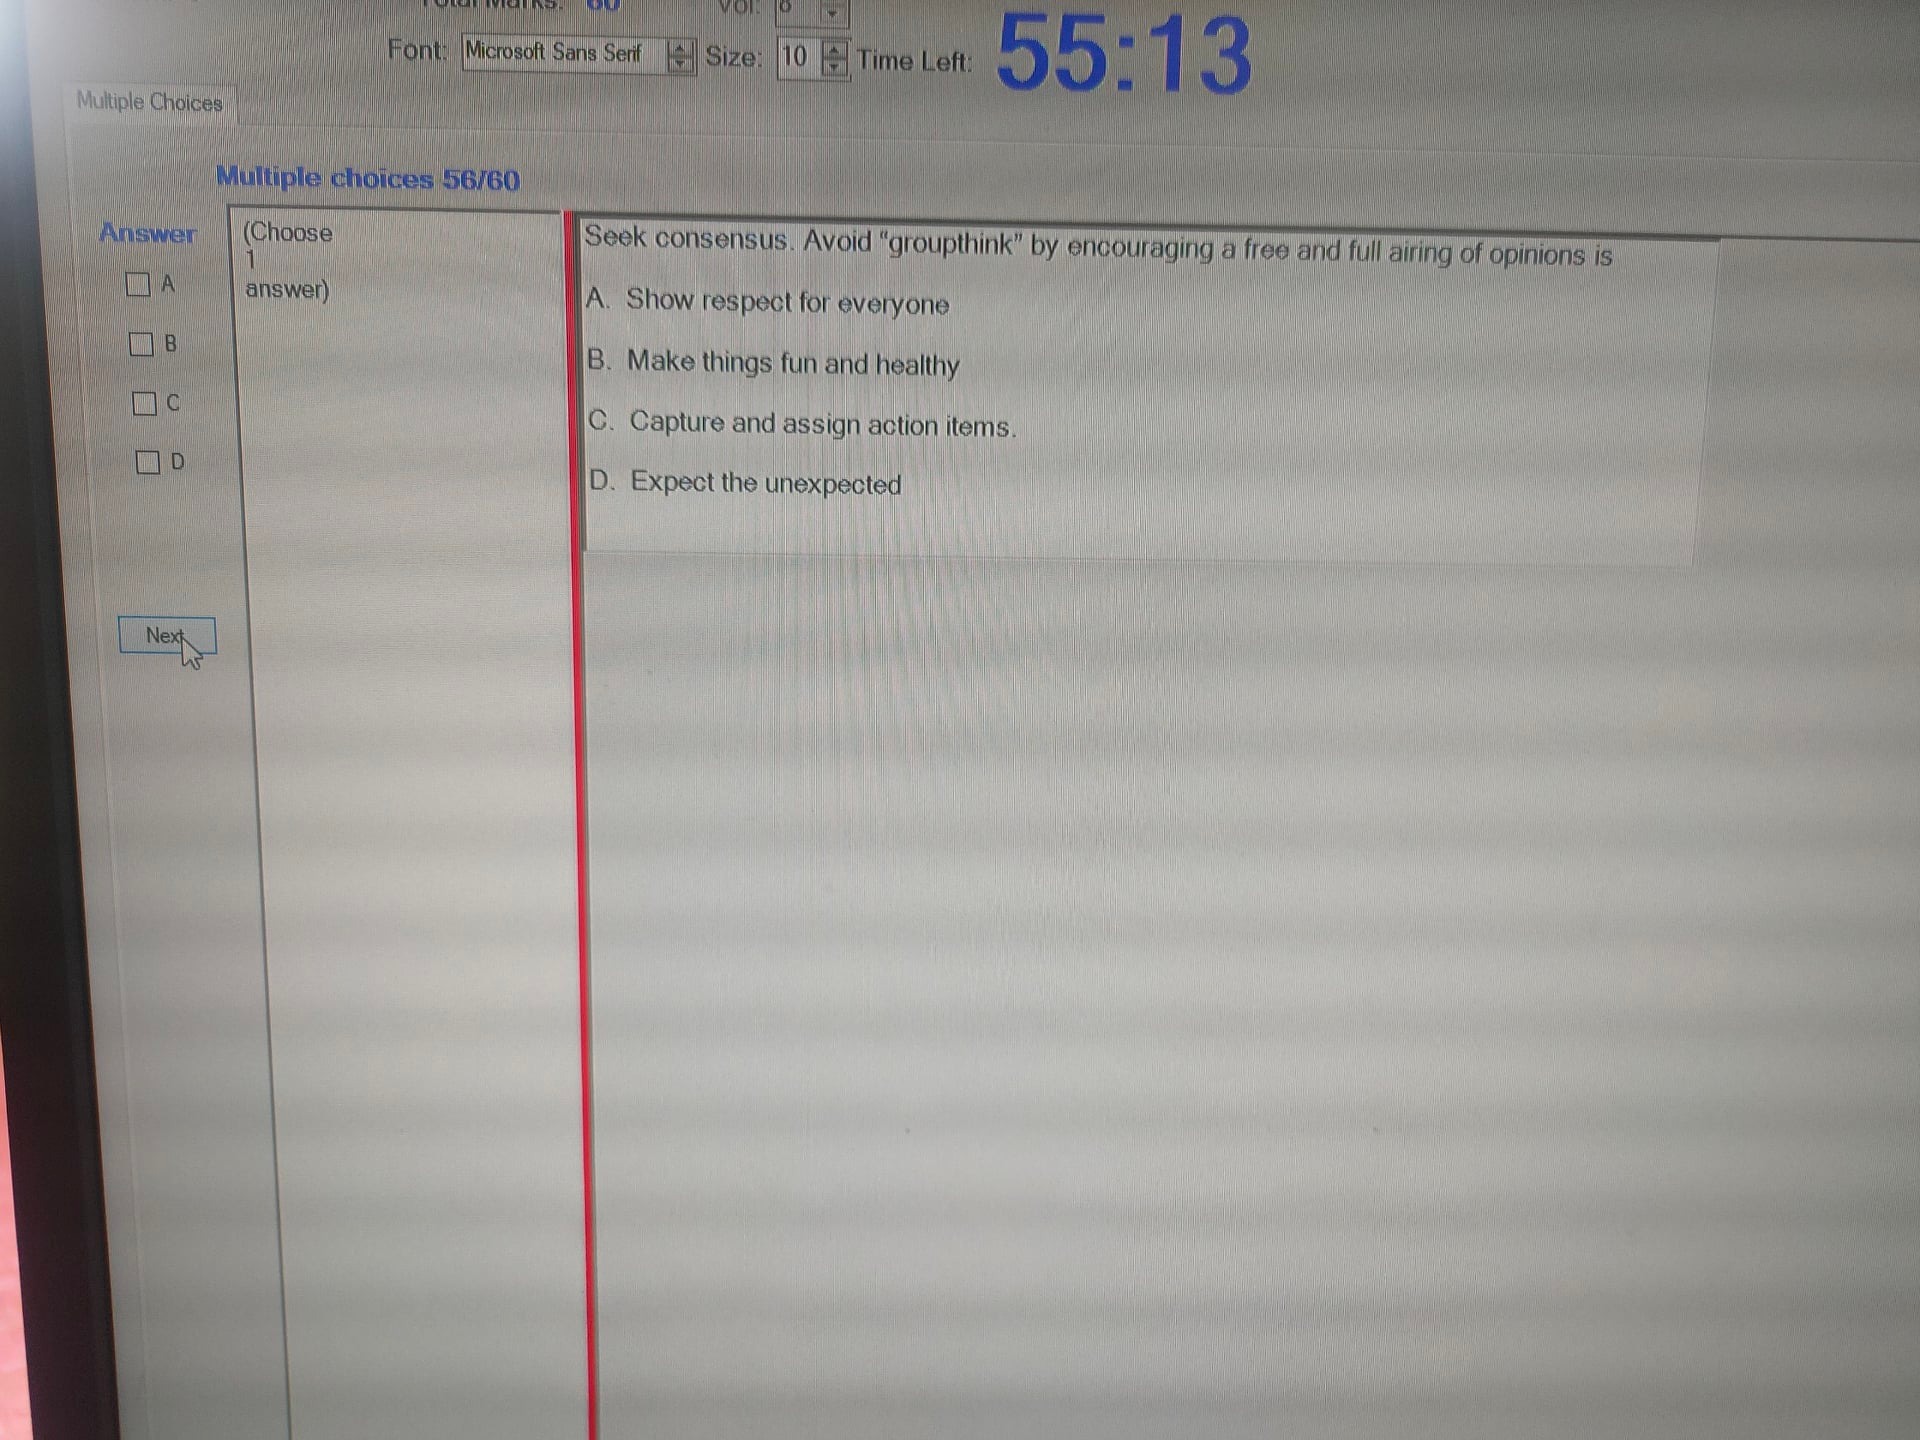 Total Marks: 60 Vol: 8
Font: Microsoft Sans Serif Size: 10 Time Left: 55:13
Multiple Choices
Multiple choices 56/60
Answer
A
B
C
D
Next
(Choose
1
answer)
Seek consensus. Avoid “groupthink” by encouraging a free and full airing of opinions is
A. Show respect for everyone
B. Make things fun and healthy
C. Capture and assign action items.
D. Expect the unexpected